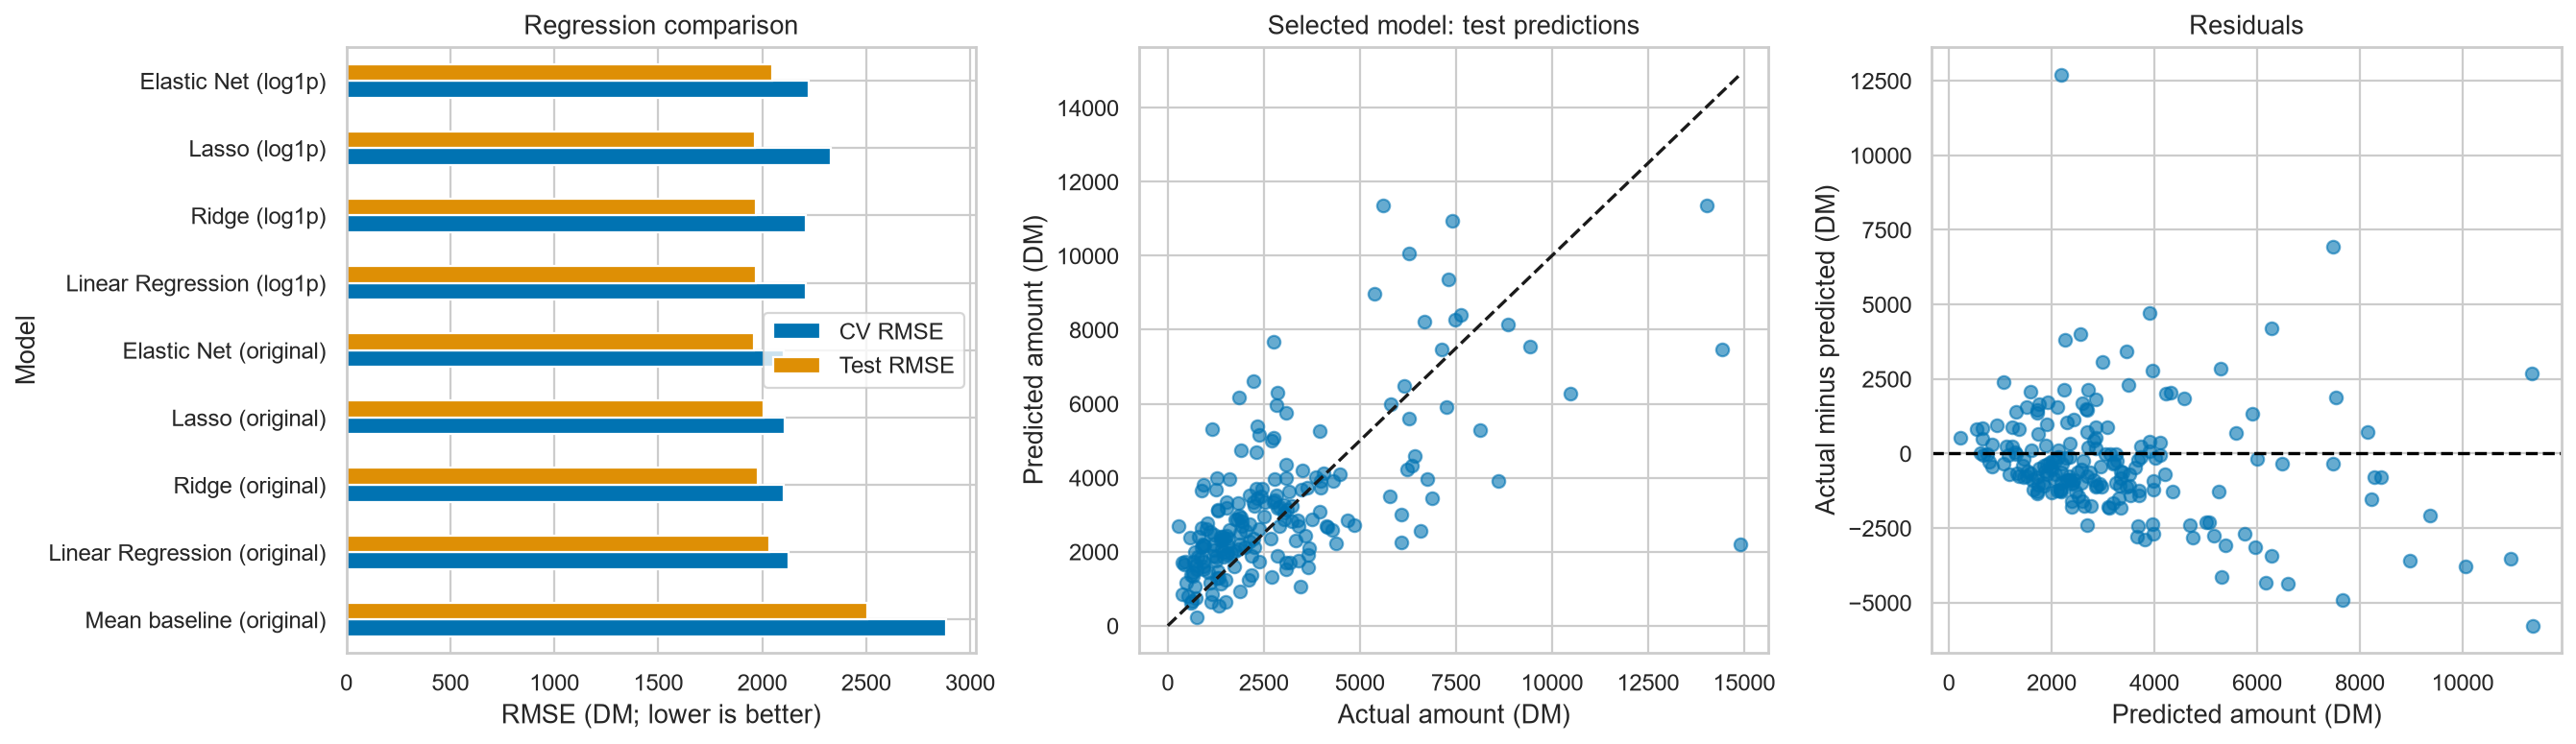 Regression comparison
Model
Elastic Net (log1p)
Lasso (log1p)
Ridge (log1p)
Linear Regression (log1p)
Elastic Net (original)
Lasso (original)
Ridge (original)
Linear Regression (original)
Mean baseline (original)
CV RMSE
Test RMSE
0 500 1000 1500 2000 2500 3000
RMSE (DM; lower is better)
Selected model: test predictions
Predicted amount (DM)
14000
12000
10000
8000
6000
4000
2000
0
0 2500 5000 7500 10000 12500 15000
Actual amount (DM)
Residuals
Actual minus predicted (DM)
12500
10000
7500
5000
2500
0
−2500
−5000
0 2000 4000 6000 8000 10000
Predicted amount (DM)